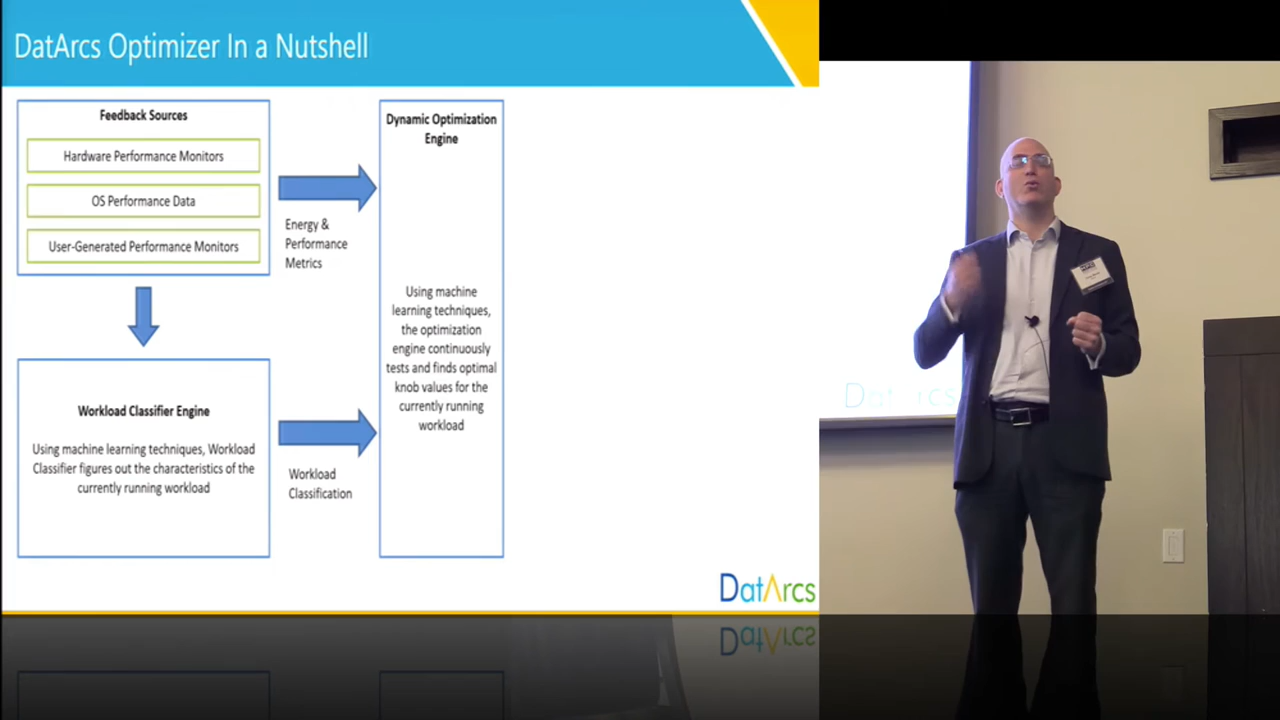 DatArcs Optimizer In a Nutshell
Feedback Sources
Hardware Performance Monitors
OS Performance Data
User-Generated Performance Monitors
Energy &
Performance
Metrics
Dynamic Optimization
Engine
Using machine
learning techniques,
the optimization
engine continuously
tests and finds optimal
knob values for the
currently running
workload
Workload Classifier Engine
Using machine learning techniques, Workload
Classifier figures out the characteristics of the
currently running workload
Workload
Classification
DatArcs